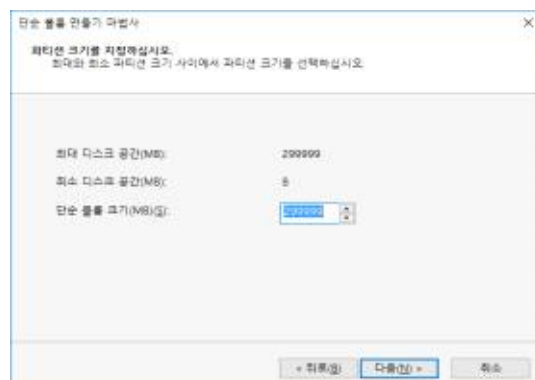 단순 볼륨 만들기 마법사
파티션 크기를 지정하십시오.
최대와 최소 파티션 크기 사이에서 파티션 크기를 선택하십시오.
최대 디스크 공간(MB): 299999
최소 디스크 공간(MB): 8
단순 볼륨 크기(MB)(S): 299999
< 뒤로(B) 다음(N) > 취소